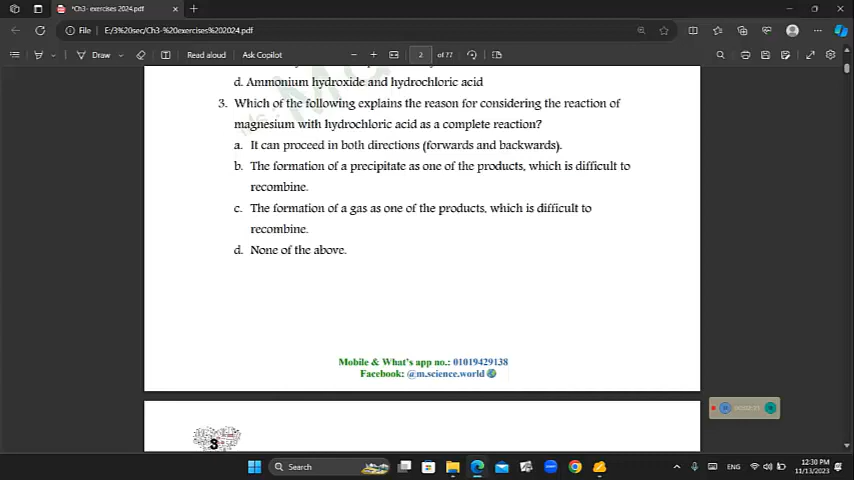 *Ch3- exercises 2024.pdf
File E:/3%20sec/Ch3-%20exercises%202024.pdf
Draw Read aloud Ask Copilot 2 of 77
d. Ammonium hydroxide and hydrochloric acid
3. Which of the following explains the reason for considering the reaction of
magnesium with hydrochloric acid as a complete reaction?
a. It can proceed in both directions (forwards and backwards).
b. The formation of a precipitate as one of the products, which is difficult to
recombine.
c. The formation of a gas as one of the products, which is difficult to
recombine.
d. None of the above.
Mobile & What's app no.: 01019429138
Facebook: @m.science.world
3
Search
ENG
12:30 PM
11/13/2023